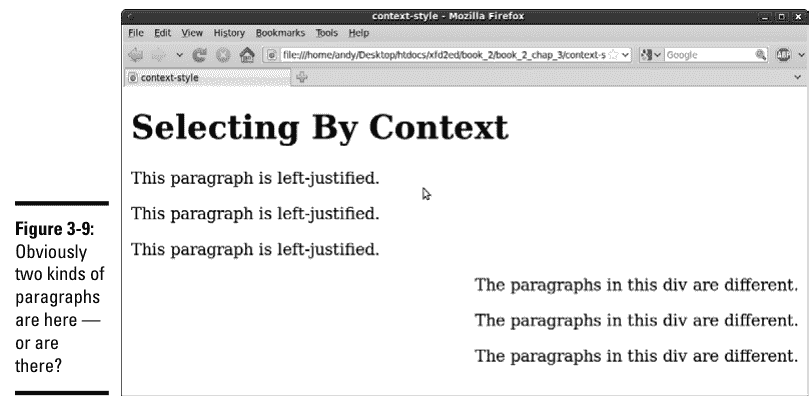 context-style - Mozilla Firefox
File Edit View History Bookmarks Tools Help
file:///home/andy/Desktop/htdocs/xfd2ed/book_2/book_2_chap_3/context-s
Google
ABP
context-style
Selecting By Context
This paragraph is left-justified.
This paragraph is left-justified.
This paragraph is left-justified.
The paragraphs in this div are different.
The paragraphs in this div are different.
The paragraphs in this div are different.
Figure 3-9:
Obviously
two kinds of
paragraphs
are here —
or are
there?